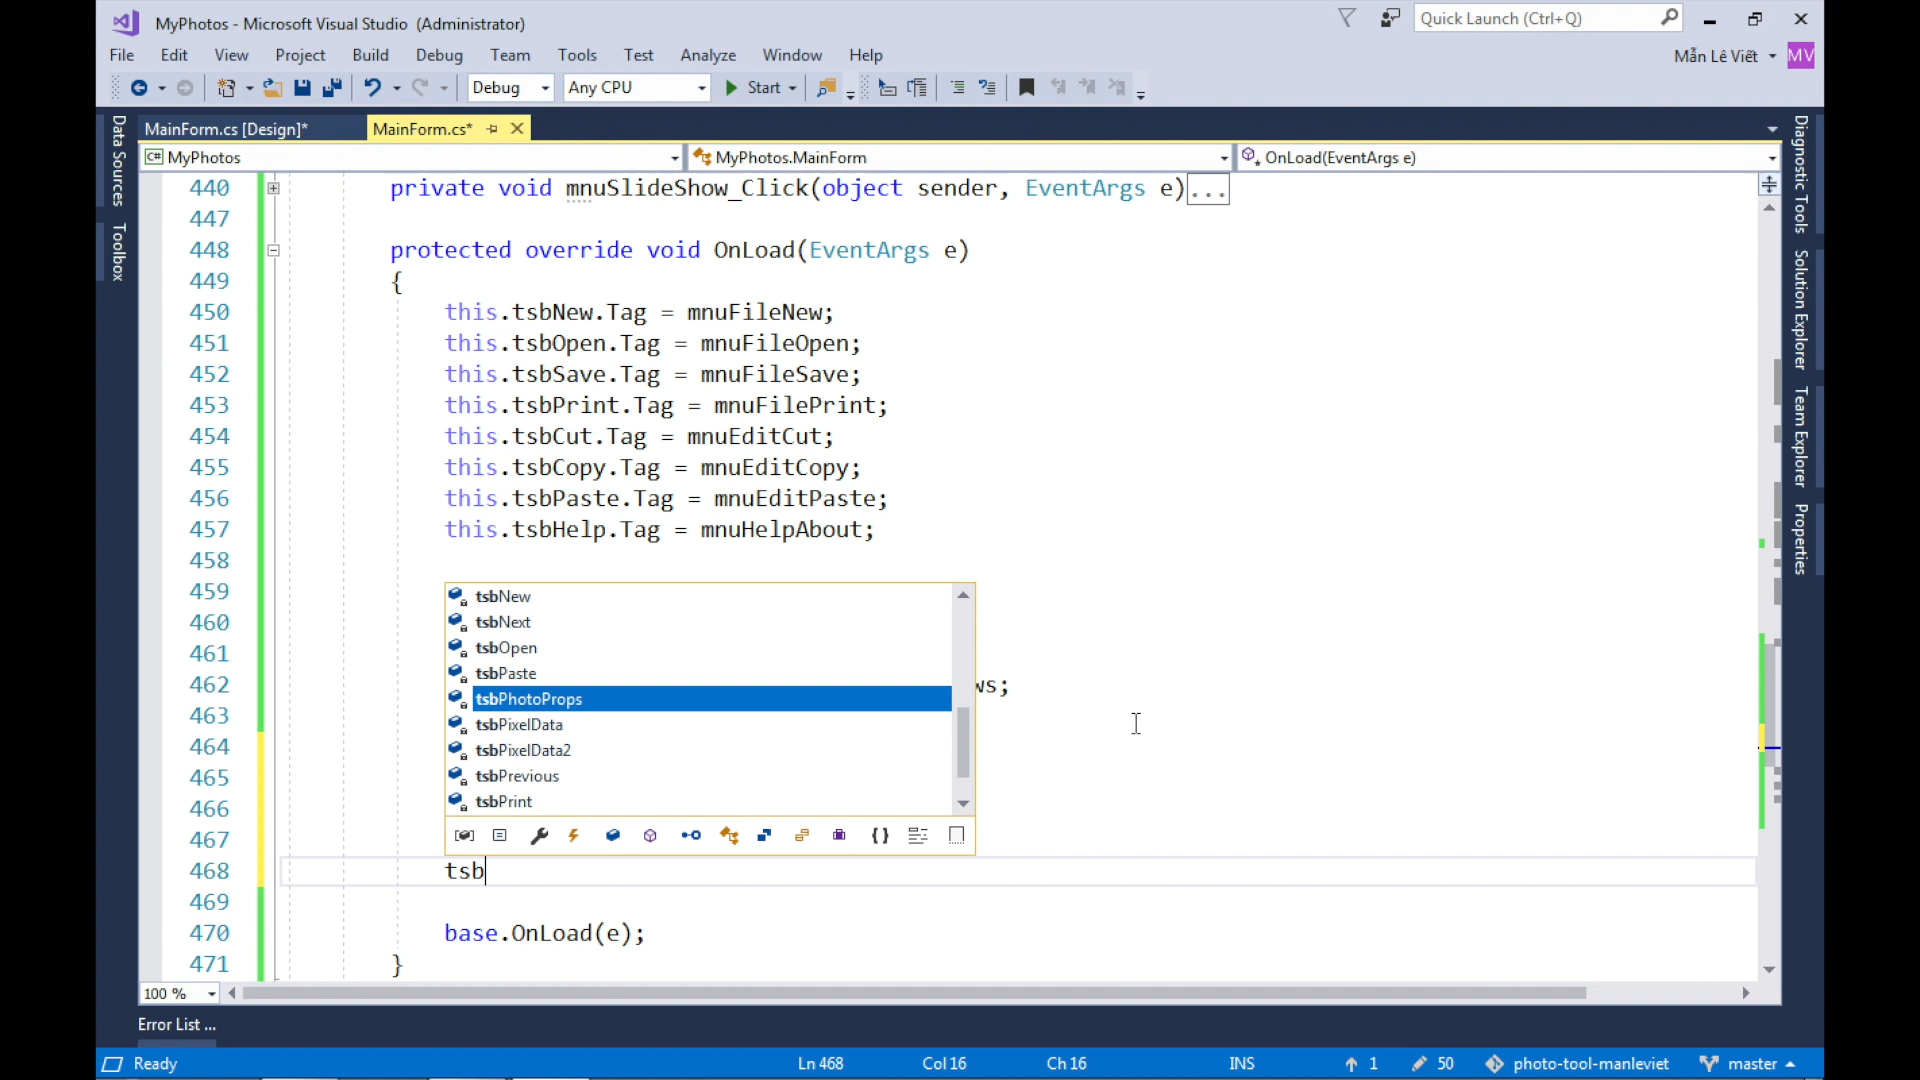 MyPhotos - Microsoft Visual Studio (Administrator)
Quick Launch (Ctrl+Q)
File Edit View Project Build Debug Team Tools Test Analyze Window Help
Mẫn Lê Viết MV
Debug Any CPU Start
MainForm.cs [Design]* MainForm.cs*
C# MyPhotos MyPhotos.MainForm OnLoad(EventArgs e)
Data Sources
Toolbox
440 private void mnuSlideShow_Click(object sender, EventArgs e)...
447
448 protected override void OnLoad(EventArgs e)
449 {
450 this.tsbNew.Tag = mnuFileNew;
451 this.tsbOpen.Tag = mnuFileOpen;
452 this.tsbSave.Tag = mnuFileSave;
453 this.tsbPrint.Tag = mnuFilePrint;
454 this.tsbCut.Tag = mnuEditCut;
455 this.tsbCopy.Tag = mnuEditCopy;
456 this.tsbPaste.Tag = mnuEditPaste;
457 this.tsbHelp.Tag = mnuHelpAbout;
458
459
460
461
462 ws;
463
464
465
466
467
468 tsb
469
470 base.OnLoad(e);
471 }
tsbNew
tsbNext
tsbOpen
tsbPaste
tsbPhotoProps
tsbPixelData
tsbPixelData2
tsbPrevious
tsbPrint
Diagnostic Tools
Solution Explorer
Team Explorer
Properties
100 %
Error List ...
Ready Ln 468 Col 16 Ch 16 INS 1 50 photo-tool-manleviet master